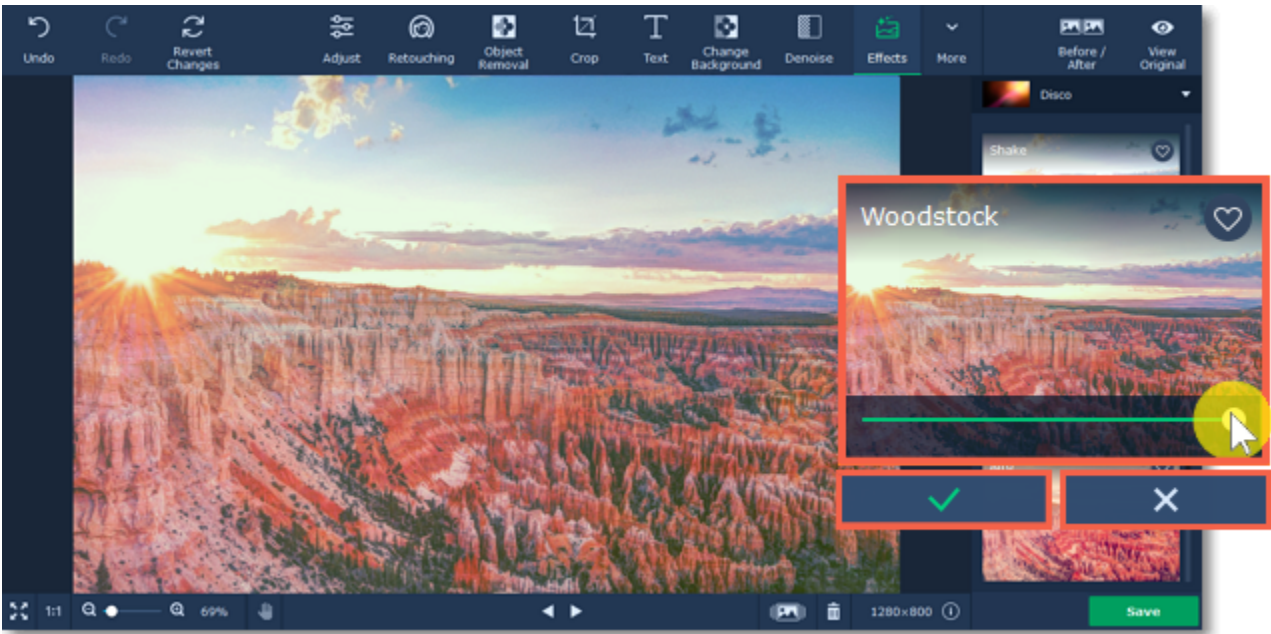 Undo
Redo
Revert
Changes
Adjust
Retouching
Object
Removal
Crop
Text
Change
Background
Denoise
Effects
More
Before /
After
View
Original
Disco
Shake
Woodstock
1:1
69%
1280×800
Save